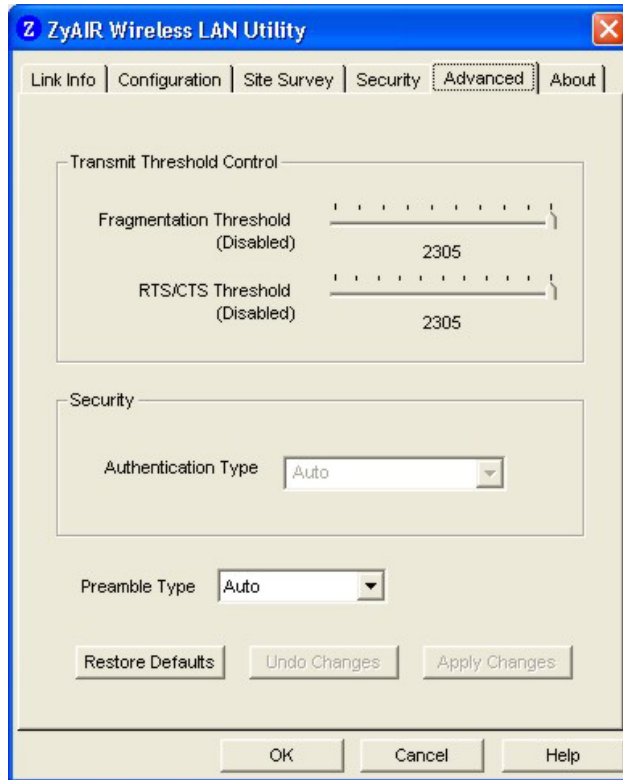 Z ZyAIR Wireless LAN Utility
Link Info Configuration Site Survey Security Advanced About
Transmit Threshold Control
Fragmentation Threshold
(Disabled)
2305
RTS/CTS Threshold
(Disabled)
2305
Security
Authentication Type Auto
Preamble Type Auto
Restore Defaults Undo Changes Apply Changes
OK Cancel Help